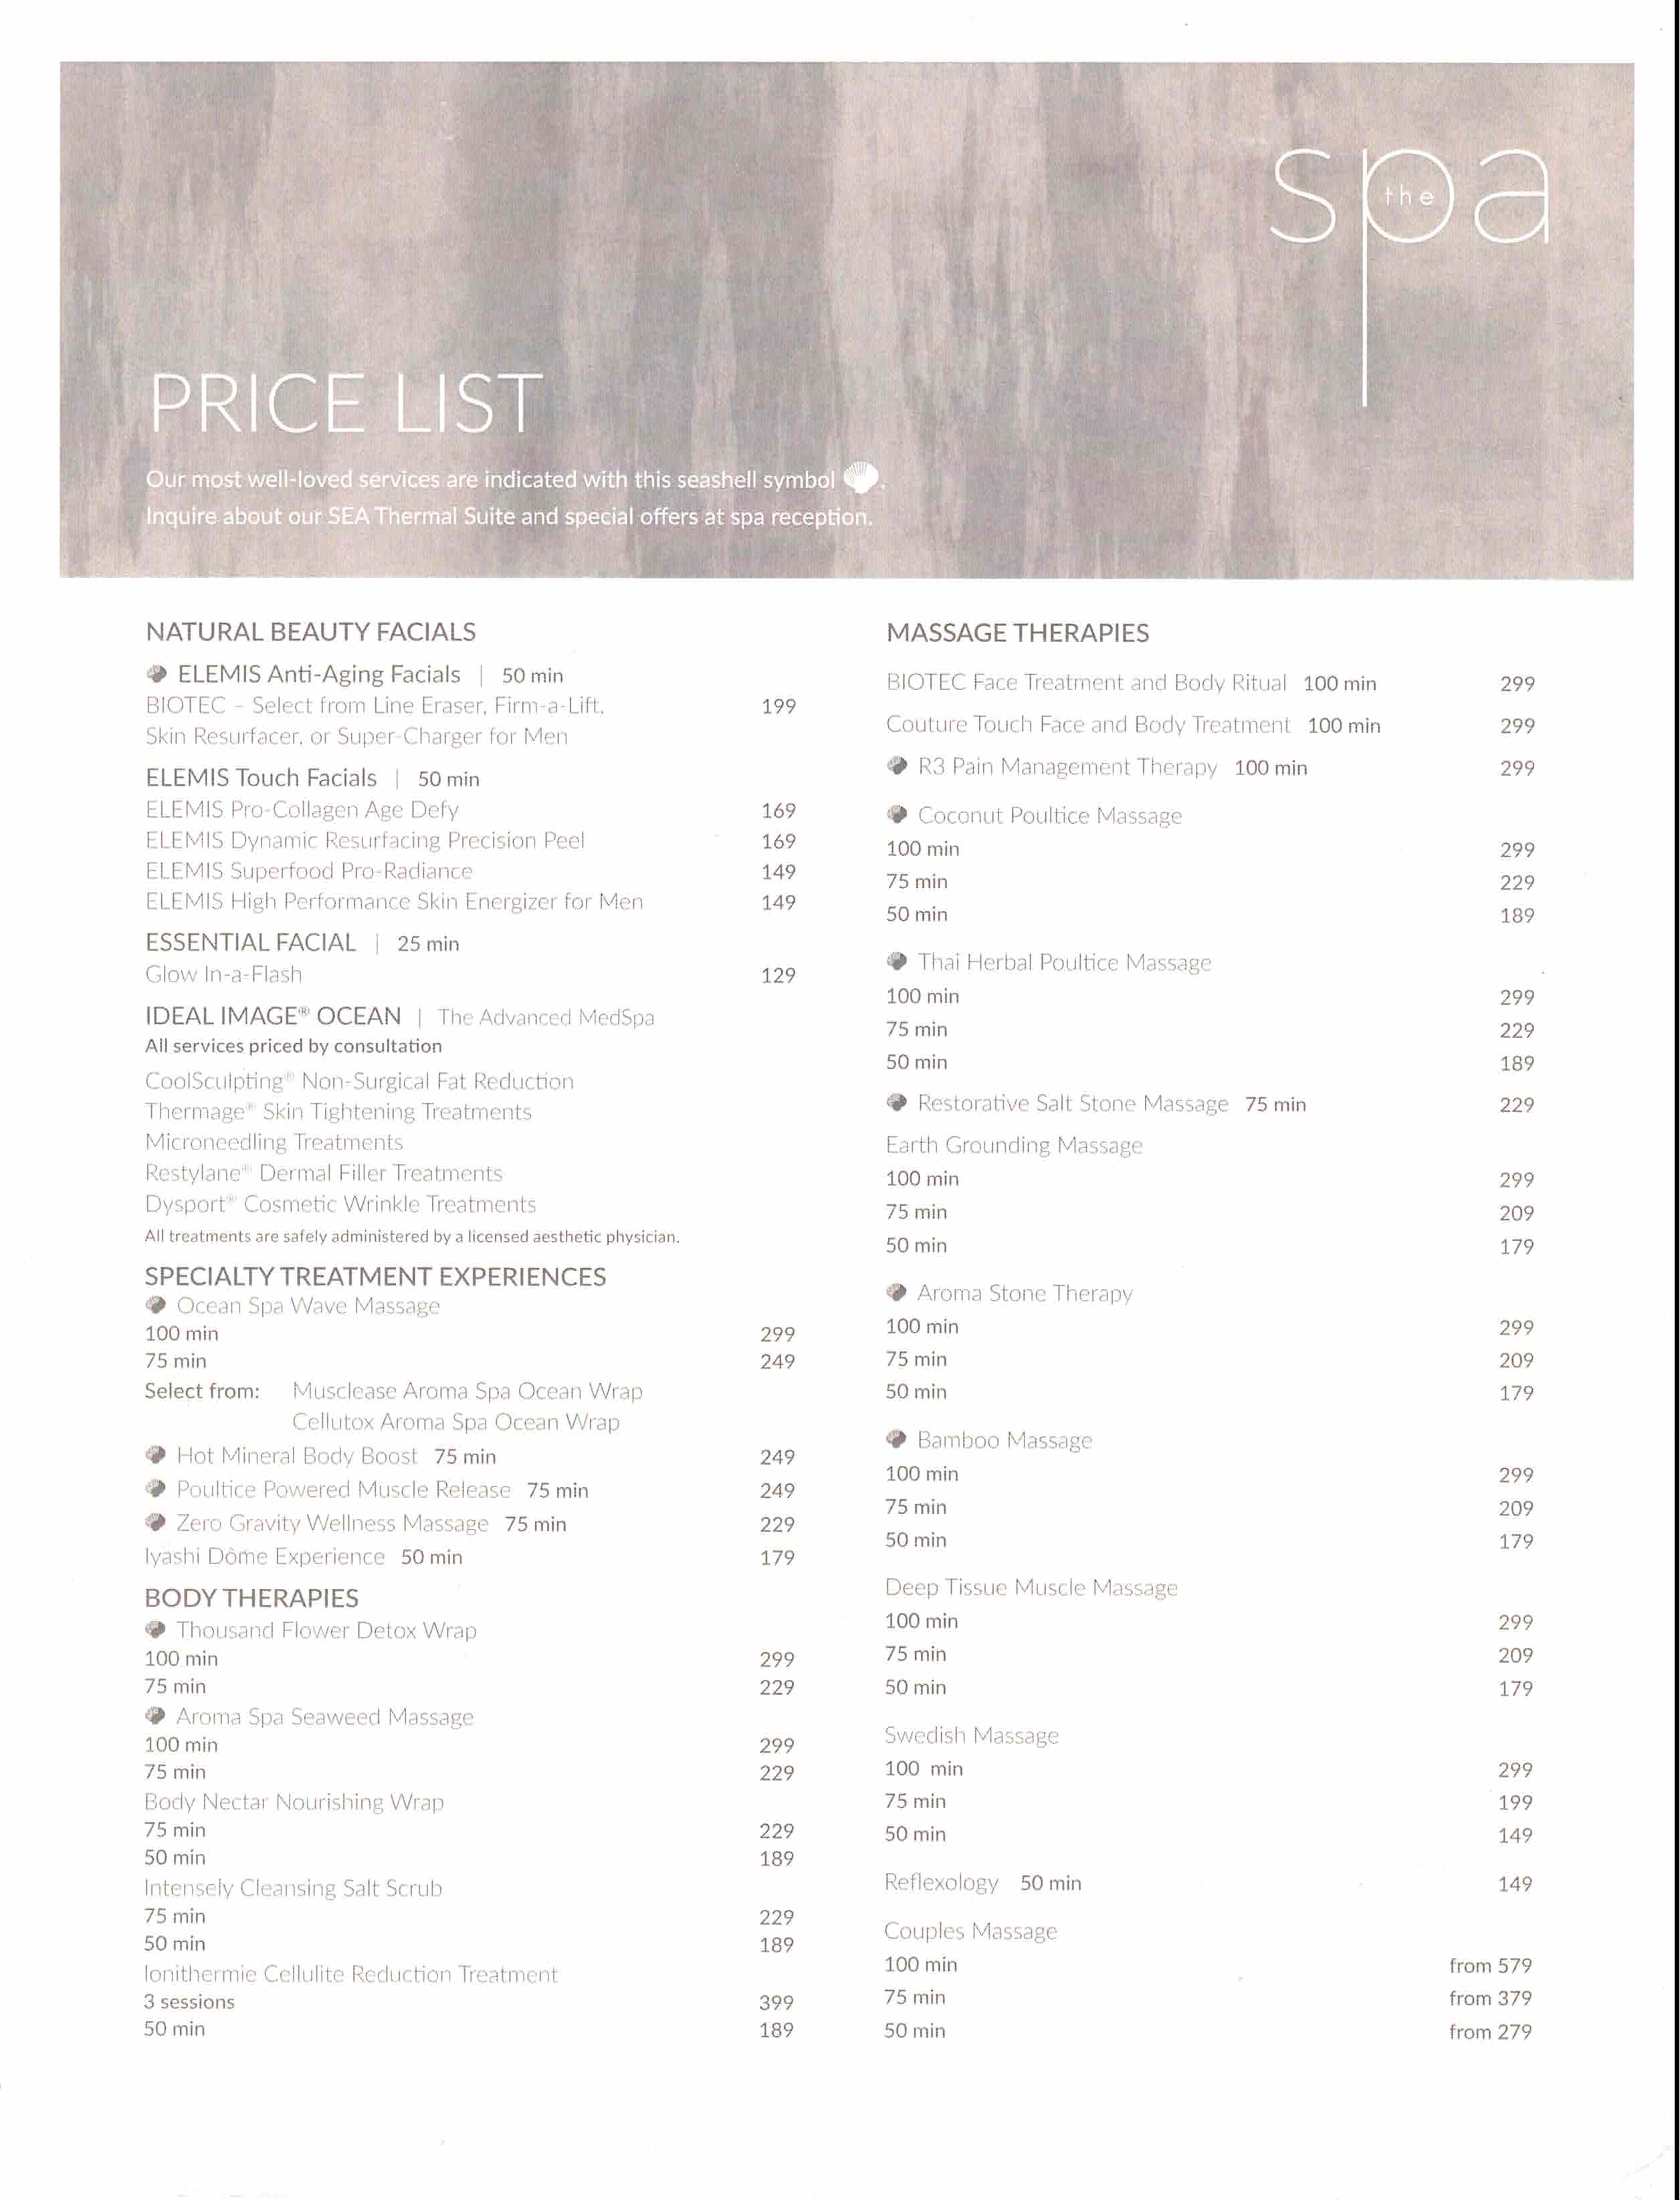 the
spa
PRICE LIST
Our most well-loved services are indicated with this seashell symbol .
Inquire about our SEA Thermal Suite and special offers at spa reception.
NATURAL BEAUTY FACIALS
ELEMIS Anti-Aging Facials | 50 min
BIOTEC – Select from Line Eraser, Firm-a-Lift, 199
Skin Resurfacer, or Super-Charger for Men
ELEMIS Touch Facials | 50 min
ELEMIS Pro-Collagen Age Defy 169
ELEMIS Dynamic Resurfacing Precision Peel 169
ELEMIS Superfood Pro-Radiance 149
ELEMIS High Performance Skin Energizer for Men 149
ESSENTIAL FACIAL | 25 min
Glow In-a-Flash 129
IDEAL IMAGE® OCEAN | The Advanced MedSpa
All services priced by consultation
CoolSculpting® Non-Surgical Fat Reduction
Thermage® Skin Tightening Treatments
Microneedling Treatments
Restylane® Dermal Filler Treatments
Dysport® Cosmetic Wrinkle Treatments
All treatments are safely administered by a licensed aesthetic physician.
SPECIALTY TREATMENT EXPERIENCES
Ocean Spa Wave Massage
100 min 299
75 min 249
Select from: Musclease Aroma Spa Ocean Wrap
Cellutox Aroma Spa Ocean Wrap
Hot Mineral Body Boost 75 min 249
Poultice Powered Muscle Release 75 min 249
Zero Gravity Wellness Massage 75 min 229
Iyashi Dôme Experience 50 min 179
BODY THERAPIES
Thousand Flower Detox Wrap
100 min 299
75 min 229
Aroma Spa Seaweed Massage
100 min 299
75 min 229
Body Nectar Nourishing Wrap
75 min 229
50 min 189
Intensely Cleansing Salt Scrub
75 min 229
50 min 189
Ionithermie Cellulite Reduction Treatment
3 sessions 399
50 min 189
MASSAGE THERAPIES
BIOTEC Face Treatment and Body Ritual 100 min 299
Couture Touch Face and Body Treatment 100 min 299
R3 Pain Management Therapy 100 min 299
Coconut Poultice Massage
100 min 299
75 min 229
50 min 189
Thai Herbal Poultice Massage
100 min 299
75 min 229
50 min 189
Restorative Salt Stone Massage 75 min 229
Earth Grounding Massage
100 min 299
75 min 209
50 min 179
Aroma Stone Therapy
100 min 299
75 min 209
50 min 179
Bamboo Massage
100 min 299
75 min 209
50 min 179
Deep Tissue Muscle Massage
100 min 299
75 min 209
50 min 179
Swedish Massage
100 min 299
75 min 199
50 min 149
Reflexology 50 min 149
Couples Massage
100 min from 579
75 min from 379
50 min from 279